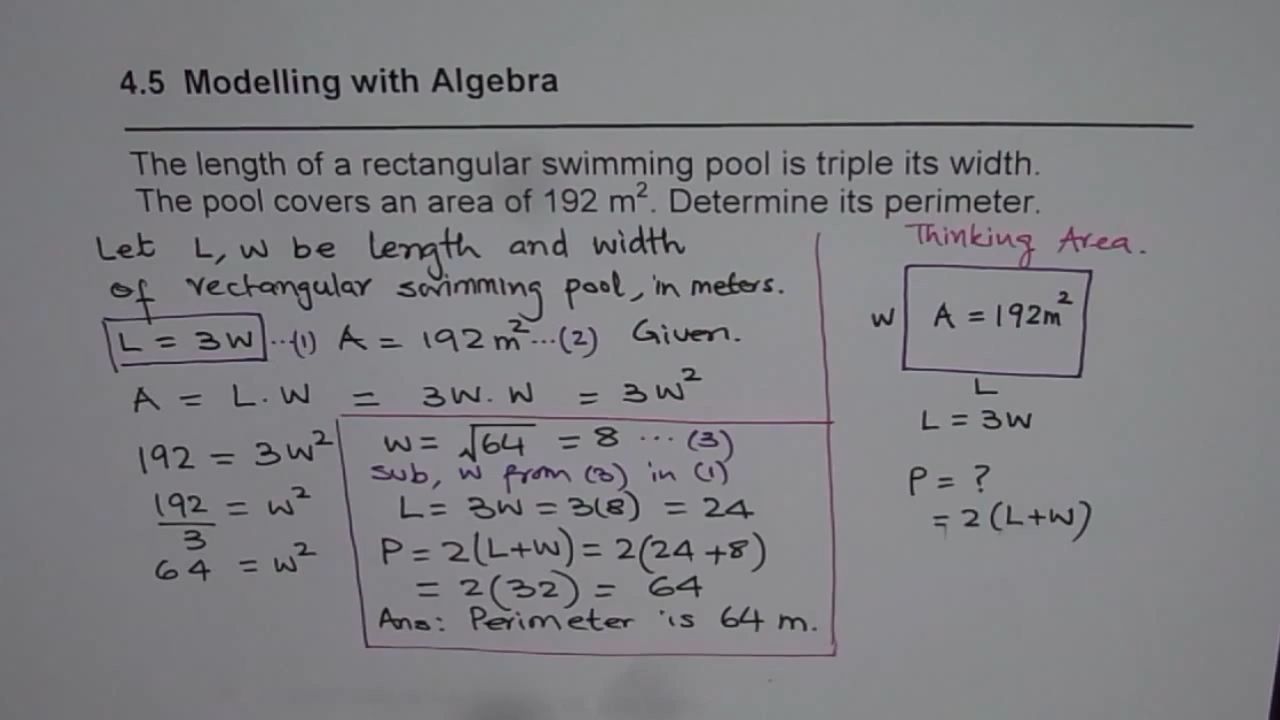 4.5 Modelling with Algebra
The length of a rectangular swimming pool is triple its width.
The pool covers an area of 192 m². Determine its perimeter.
Let L, W be length and width
of rectangular swimming pool, in meters.
L = 3W ...(1) A = 192 m² ...(2) Given.
A = L . W = 3W . W = 3W²
192 = 3W²
192/3 = W²
64 = W²
W = √64 = 8 ... (3)
Sub, W from (3) in (1)
L = 3W = 3(8) = 24
P = 2(L+W) = 2(24+8)
= 2(32) = 64
Ans: Perimeter is 64 m.
Thinking Area.
W
A = 192m²
L
L = 3W
P = ?
= 2(L+W)